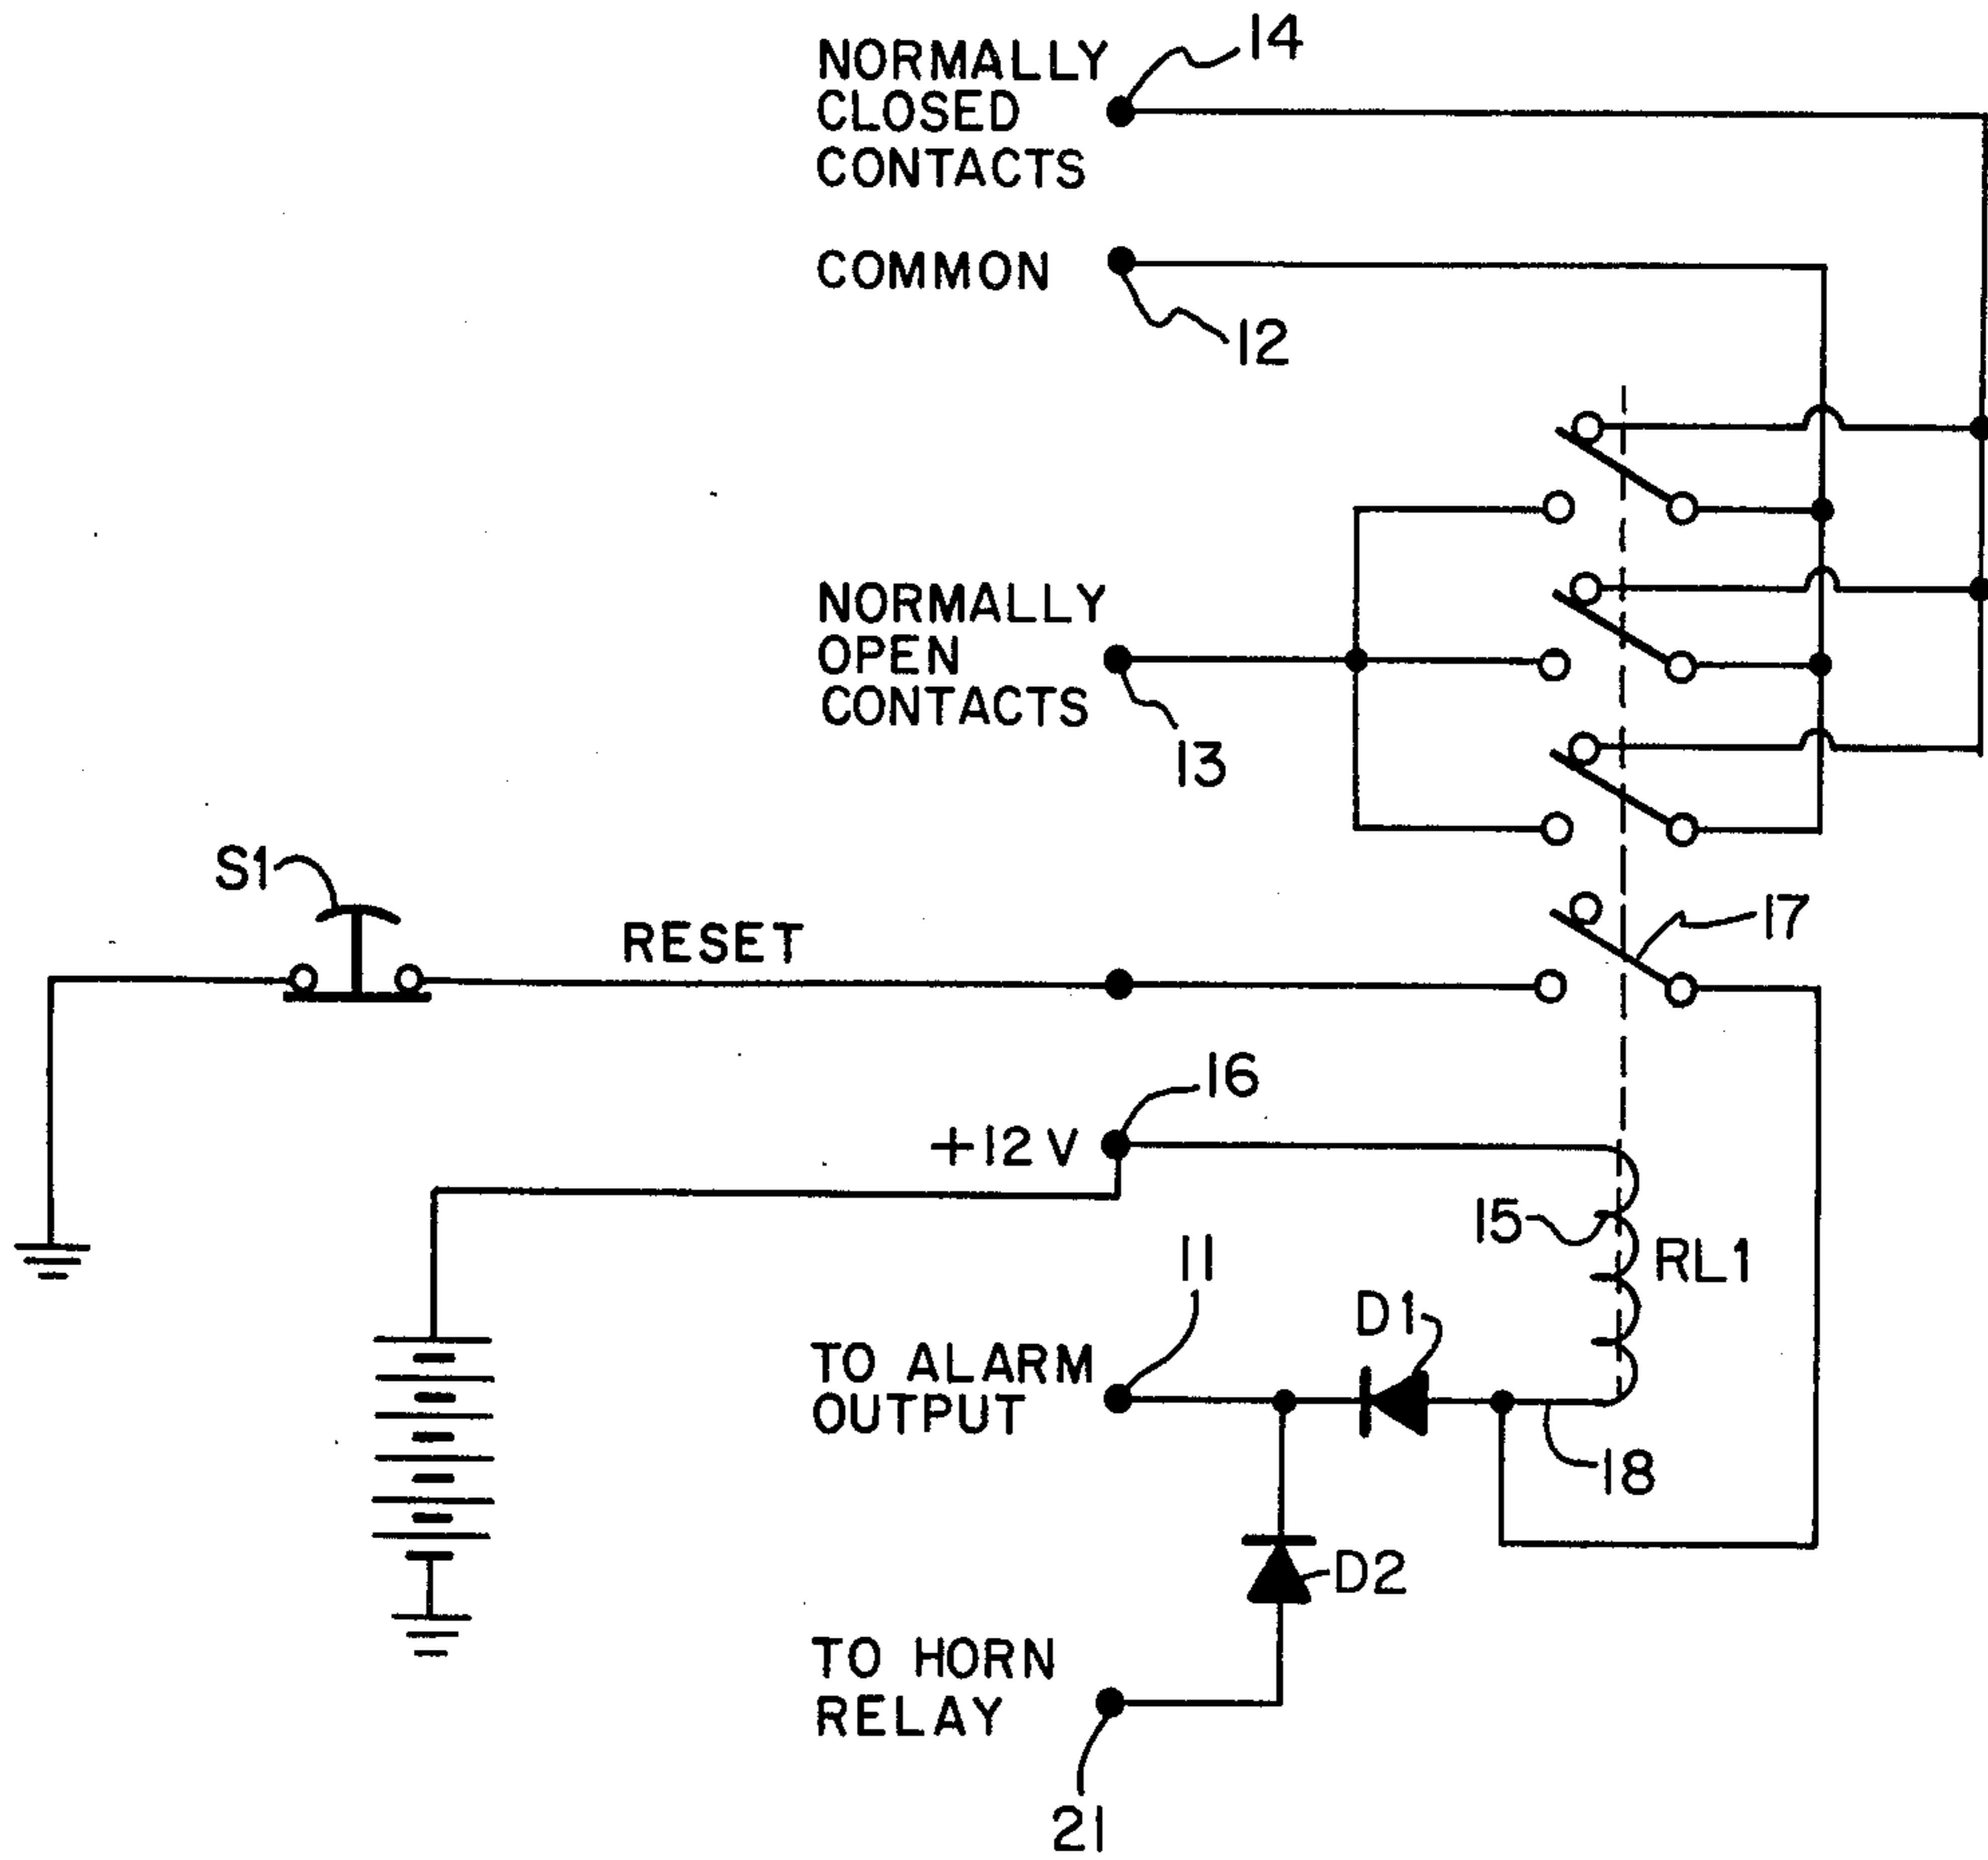 14
NORMALLY
CLOSED
CONTACTS
COMMON
12
NORMALLY
OPEN
CONTACTS
13
S1
RESET
17
16
+12V
15
RL1
11
D1
TO ALARM
OUTPUT
18
D2
TO HORN
RELAY
21